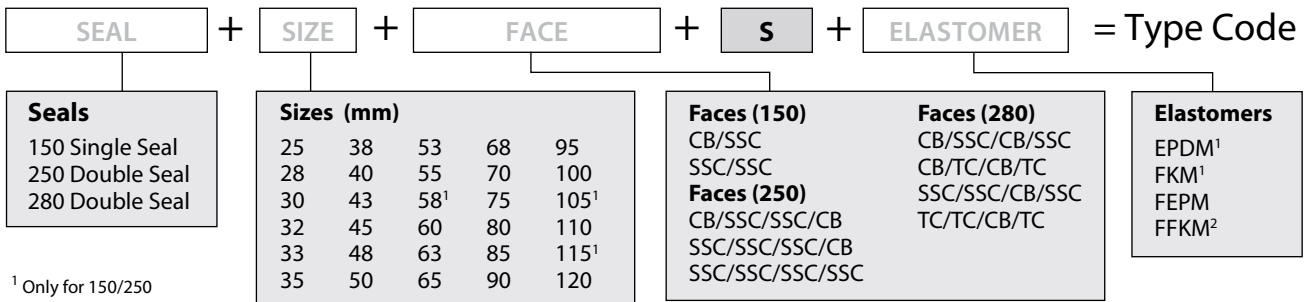 SEAL + SIZE + FACE + S + ELASTOMER = Type Code
Seals
150 Single Seal
250 Double Seal
280 Double Seal
Sizes (mm)
25 38 53 68 95
28 40 55 70 100
30 43 58¹ 75 105¹
32 45 60 80 110
33 48 63 85 115¹
35 50 65 90 120
Faces (150)
CB/SSC
SSC/SSC
Faces (250)
CB/SSC/SSC/CB
SSC/SSC/SSC/CB
SSC/SSC/SSC/SSC
Faces (280)
CB/SSC/CB/SSC
CB/TC/CB/TC
SSC/SSC/CB/SSC
TC/TC/CB/TC
Elastomers
EPDM¹
FKM¹
FEPM
FFKM²
¹ Only for 150/250